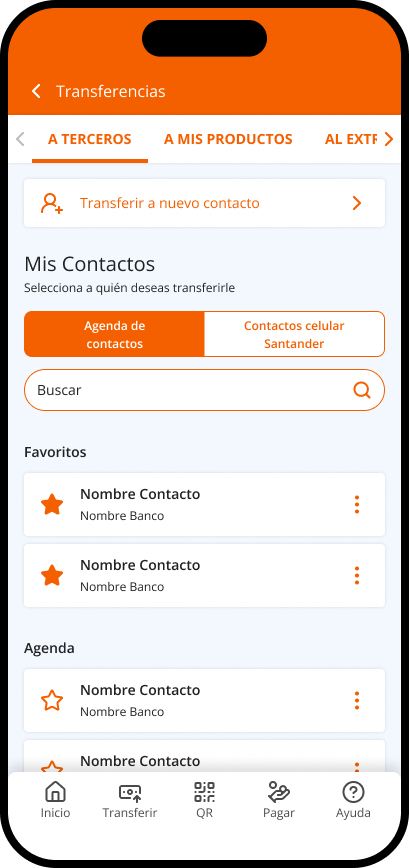 Transferencias
A TERCEROS
A MIS PRODUCTOS
AL EXTR
Transferir a nuevo contacto
Mis Contactos
Selecciona a quién deseas transferirle
Agenda de
contactos
Contactos celular
Santander
Buscar
Favoritos
Nombre Contacto
Nombre Banco
Nombre Contacto
Nombre Banco
Agenda
Nombre Contacto
Nombre Banco
Nombre Contacto
Inicio
Transferir
QR
Pagar
Ayuda